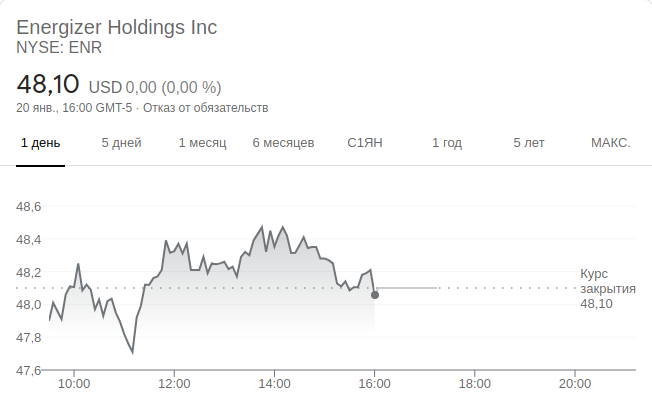 Energizer Holdings Inc
NYSE: ENR
48,10 USD 0,00 (0,00 %)
20 янв., 16:00 GMT-5 · Отказ от обязательств
1 день 5 дней 1 месяц 6 месяцев С1ЯН 1 год 5 лет МАКС.
48,6
48,4
48,2
48,0
47,8
47,6
Курс
закрытия
48,10
10:00 12:00 14:00 16:00 18:00 20:00